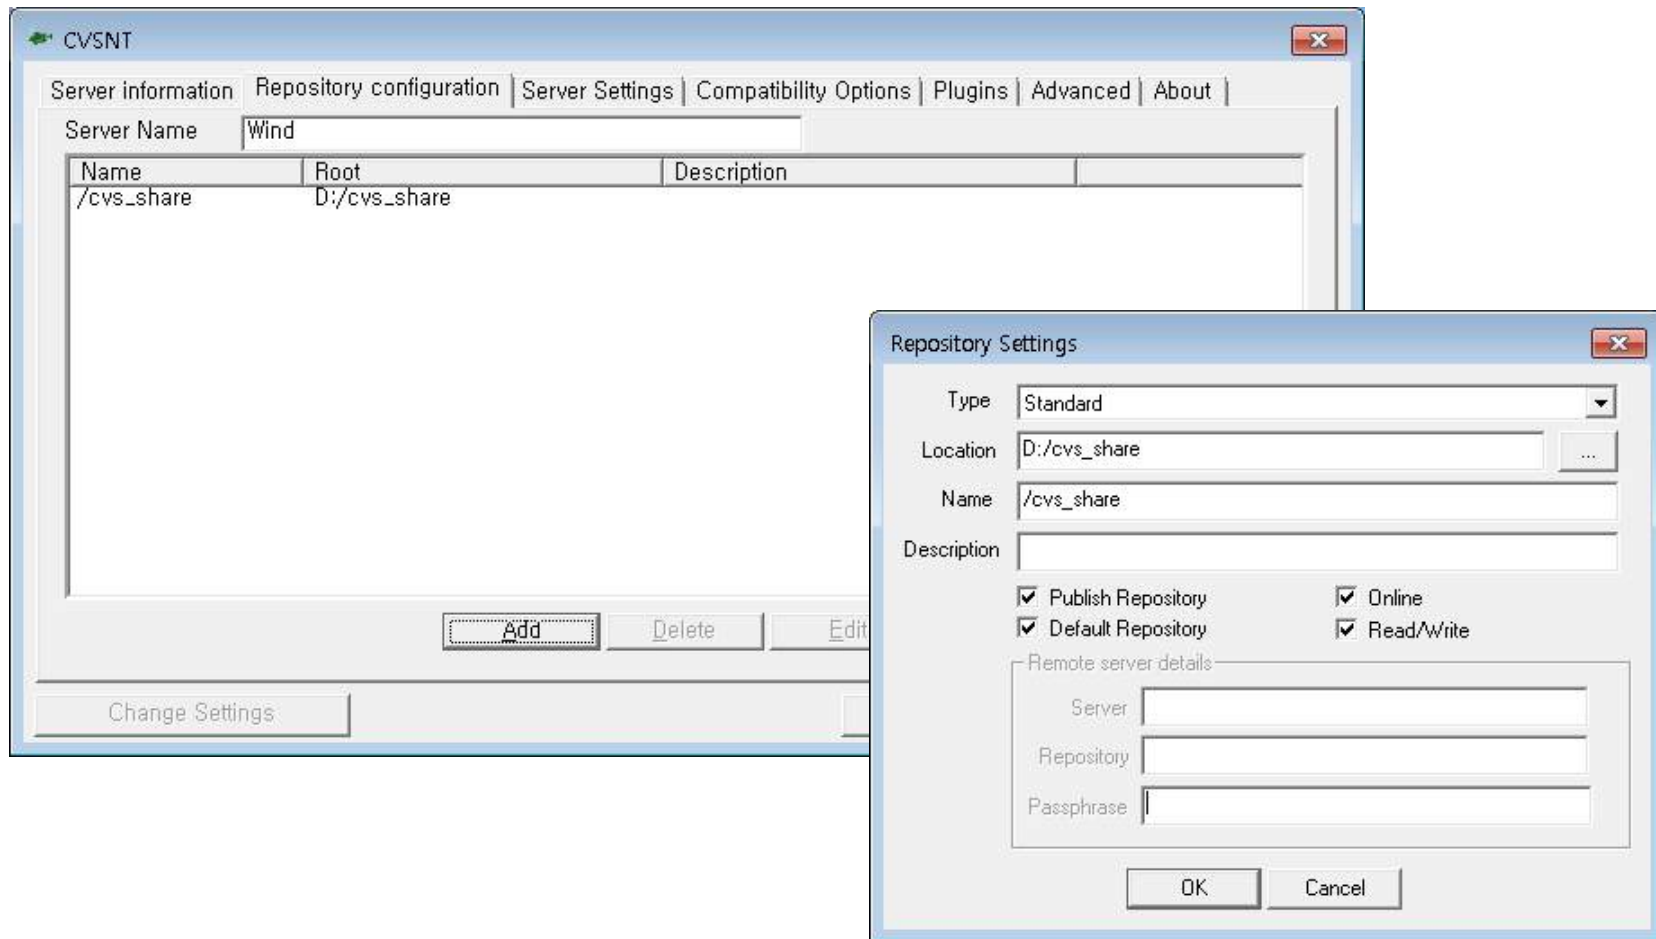 CVSNT
Server information Repository configuration Server Settings Compatibility Options Plugins Advanced About
Server Name Wind
Name Root Description
/cvs_share D:/cvs_share
Add Delete Edit
Change Settings
Repository Settings
Type Standard
Location D:/cvs_share ...
Name /cvs_share
Description
Publish Repository Online
Default Repository Read/Write
Remote server details
Server
Repository
Passphrase
OK Cancel